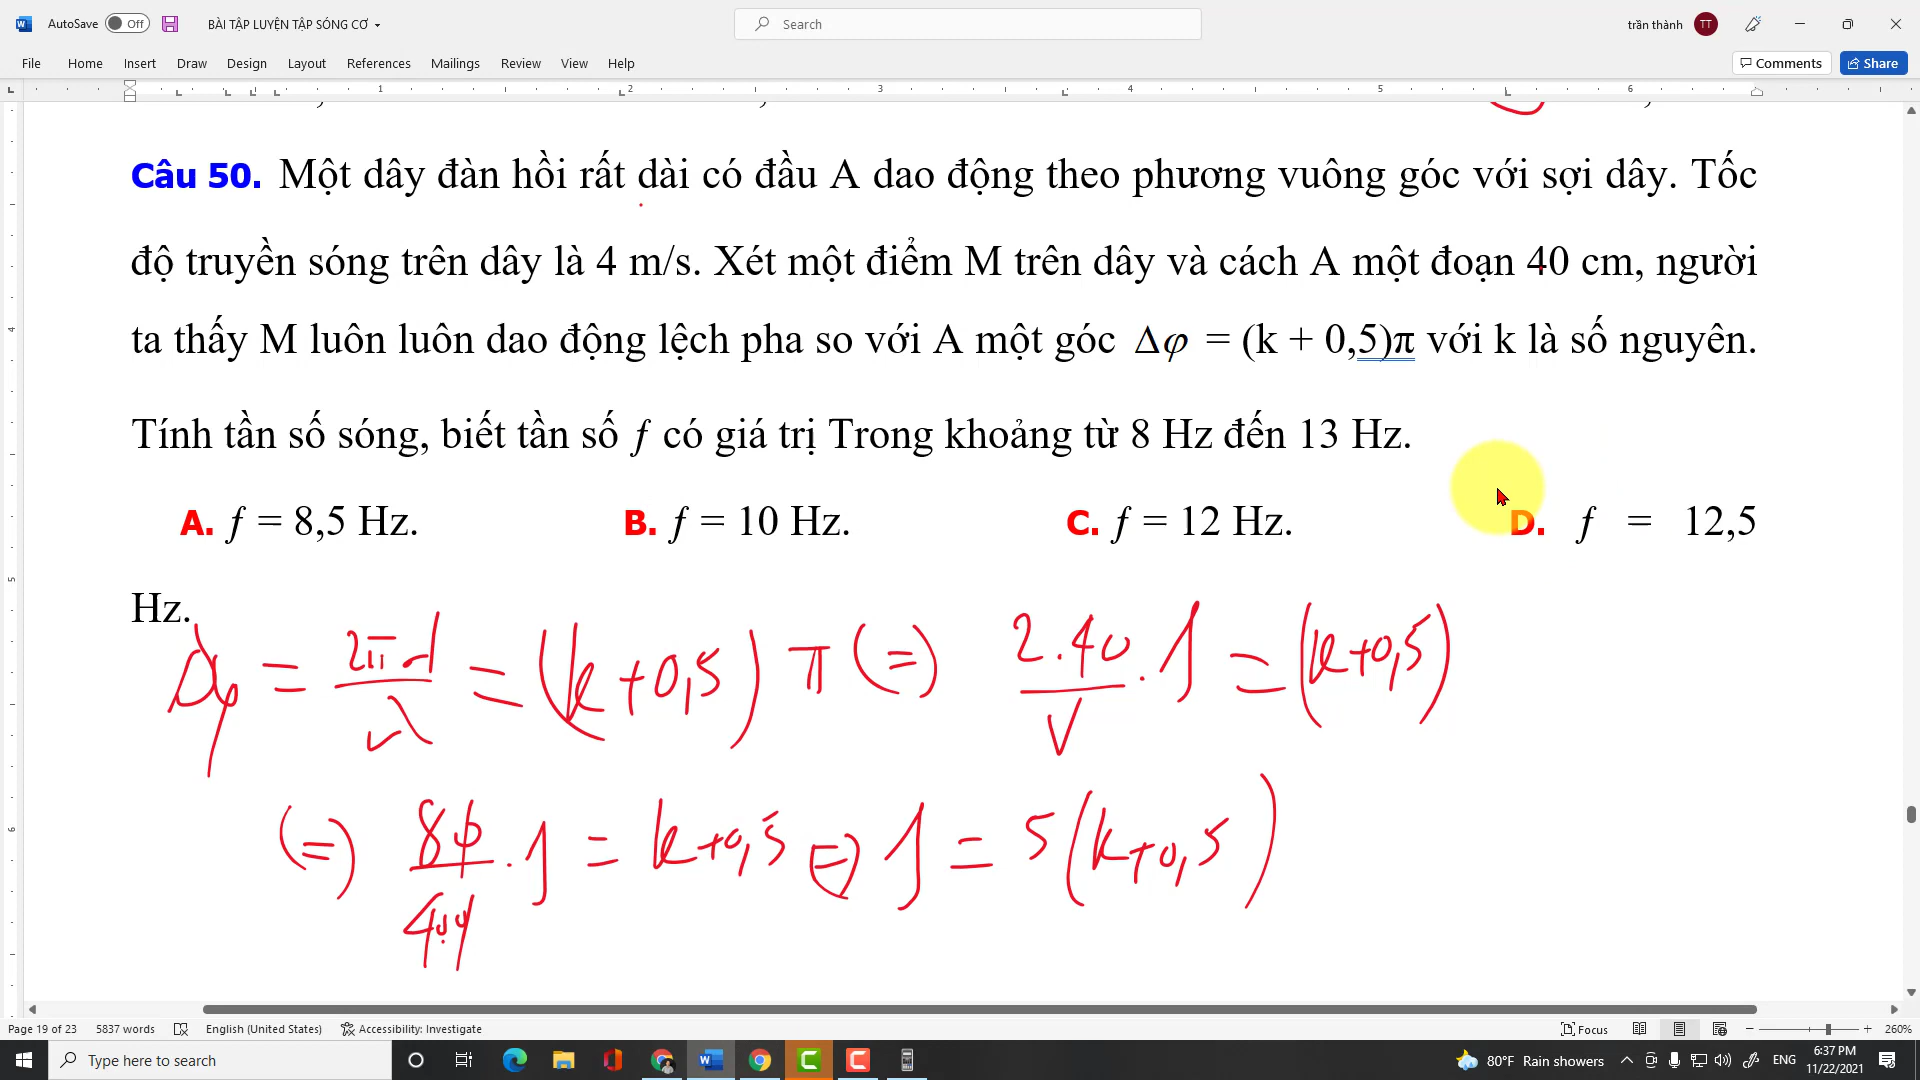 AutoSave Off BÀI TẬP LUYỆN TẬP SÓNG CƠ Search trần thành TT
File Home Insert Draw Design Layout References Mailings Review View Help Comments Share
1 2 3 4 5 6
Câu 50. Một dây đàn hồi rất dài có đầu A dao động theo phương vuông góc với sợi dây. Tốc
độ truyền sóng trên dây là 4 m/s. Xét một điểm M trên dây và cách A một đoạn 40 cm, người
ta thấy M luôn luôn dao động lệch pha so với A một góc Δφ = (k + 0,5)π với k là số nguyên.
Tính tần số sóng, biết tần số f có giá trị Trong khoảng từ 8 Hz đến 13 Hz.
A. f = 8,5 Hz. B. f = 10 Hz. C. f = 12 Hz. D. f = 12,5
Hz.
Δφ = 2πd/λ = (k+0,5) π (=) 2.40/v . f = (k+0,5)
(=) 80/400 . f = k+0,5 => f = 5(k+0,5)
Page 19 of 23 5837 words English (United States) Accessibility: Investigate Focus 260%
Type here to search 80°F Rain showers ENG 6:37 PM
11/22/2021